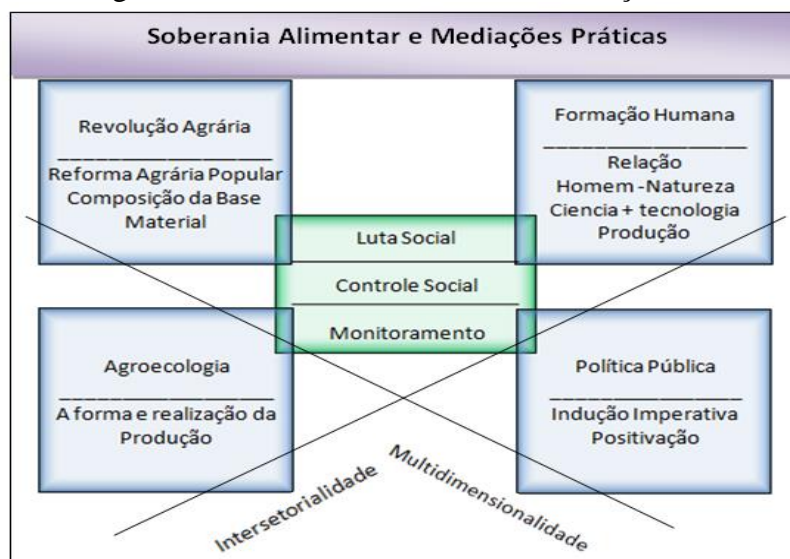 Soberania Alimentar e Mediações Práticas
Revolução Agrária
Reforma Agrária Popular
Composição da Base
Material
Formação Humana
Relação
Homem -Natureza
Ciencia + tecnologia
Produção
Luta Social
Controle Social
Monitoramento
Agroecologia
A forma e realização da
Produção
Política Pública
Indução Imperativa
Positivação
Intersetorialidade
Multidimensionalidade